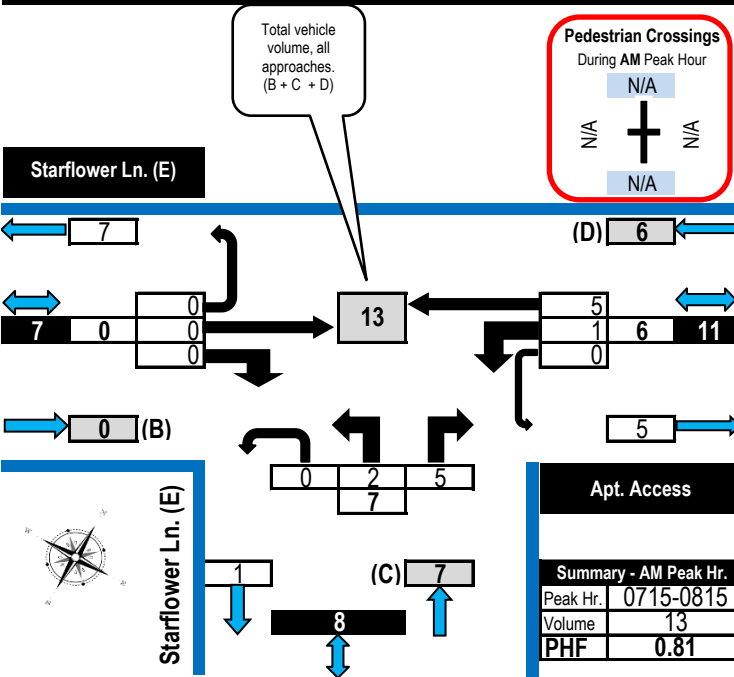 Total vehicle
volume, all
approaches.
(B + C + D)
Pedestrian Crossings
During AM Peak Hour
N/A
N/A
N/A
N/A
Starflower Ln. (E)
7
(D) 6
0
13
5
7 0 0
1 6 11
0
0
0 (B)
5
0 2 5
7
Apt. Access
Starflower Ln. (E)
N
W
E
S
1
(C) 7
8
Summary - AM Peak Hr.
Peak Hr. 0715-0815
Volume 13
PHF 0.81